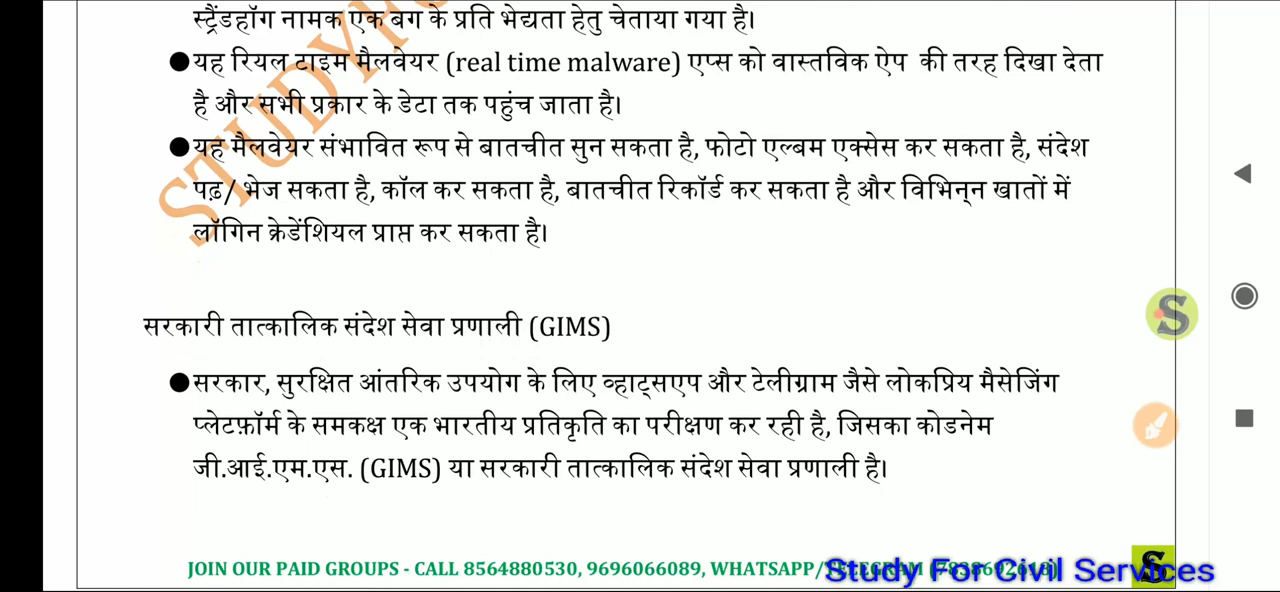 स्ट्रैंडहॉग नामक एक बग के प्रति भेद्यता हेतु चेताया गया है।
●यह रियल टाइम मैलवेयर (real time malware) एप्स को वास्तविक ऐप की तरह दिखा देता
है और सभी प्रकार के डेटा तक पहुंच जाता है।
●यह मैलवेयर संभावित रूप से बातचीत सुन सकता है, फोटो एल्बम एक्सेस कर सकता है, संदेश
पढ़/ भेज सकता है, कॉल कर सकता है, बातचीत रिकॉर्ड कर सकता है और विभिन्न खातों में
लॉगिन क्रेडेंशियल प्राप्त कर सकता है।
सरकारी तात्कालिक संदेश सेवा प्रणाली (GIMS)
S
●सरकार, सुरक्षित आंतरिक उपयोग के लिए व्हाट्सएप और टेलीग्राम जैसे लोकप्रिय मैसेजिंग
प्लेटफ़ॉर्म के समकक्ष एक भारतीय प्रतिकृति का परीक्षण कर रही है, जिसका कोडनेम
जी.आई.एम.एस. (GIMS) या सरकारी तात्कालिक संदेश सेवा प्रणाली है।
JOIN OUR PAID GROUPS - CALL 8564880530, 9696066089, WHATSAPP/
Study For Civil Services
S